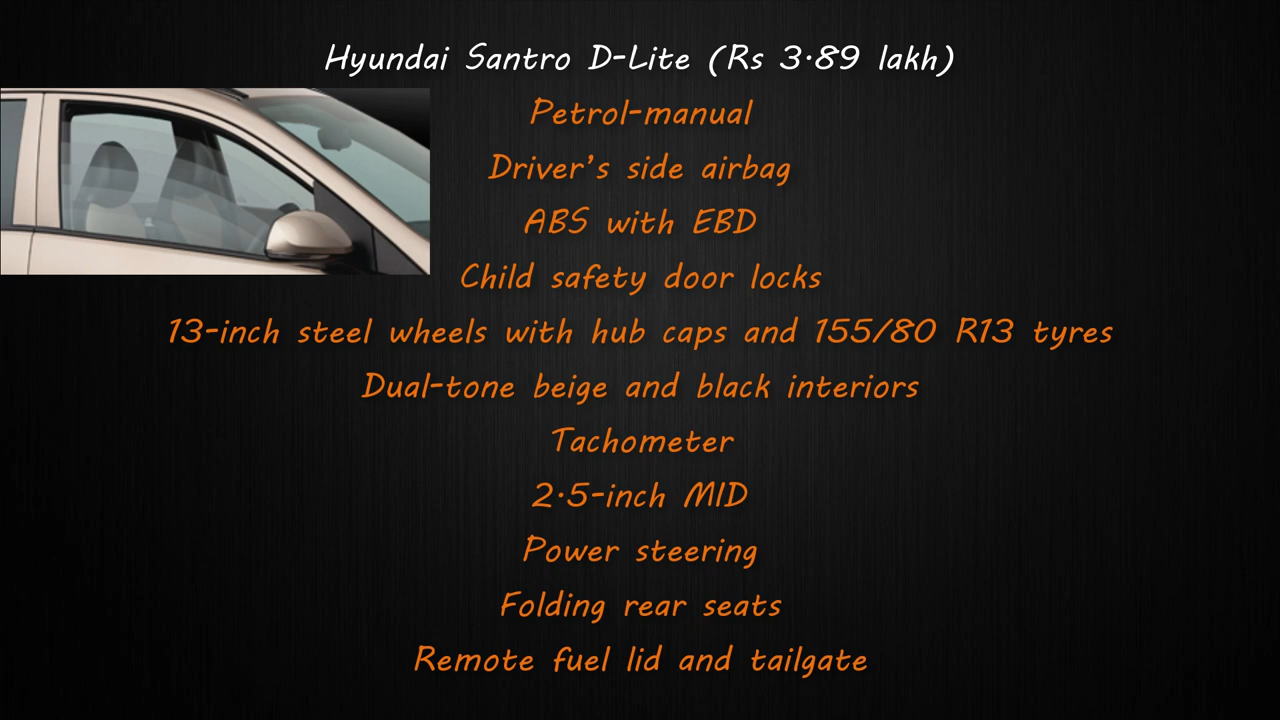 Hyundai Santro D-Lite (Rs 3.89 lakh)
Petrol-manual
Driver’s side airbag
ABS with EBD
Child safety door locks
13-inch steel wheels with hub caps and 155/80 R13 tyres
Dual-tone beige and black interiors
Tachometer
2.5-inch MID
Power steering
Folding rear seats
Remote fuel lid and tailgate